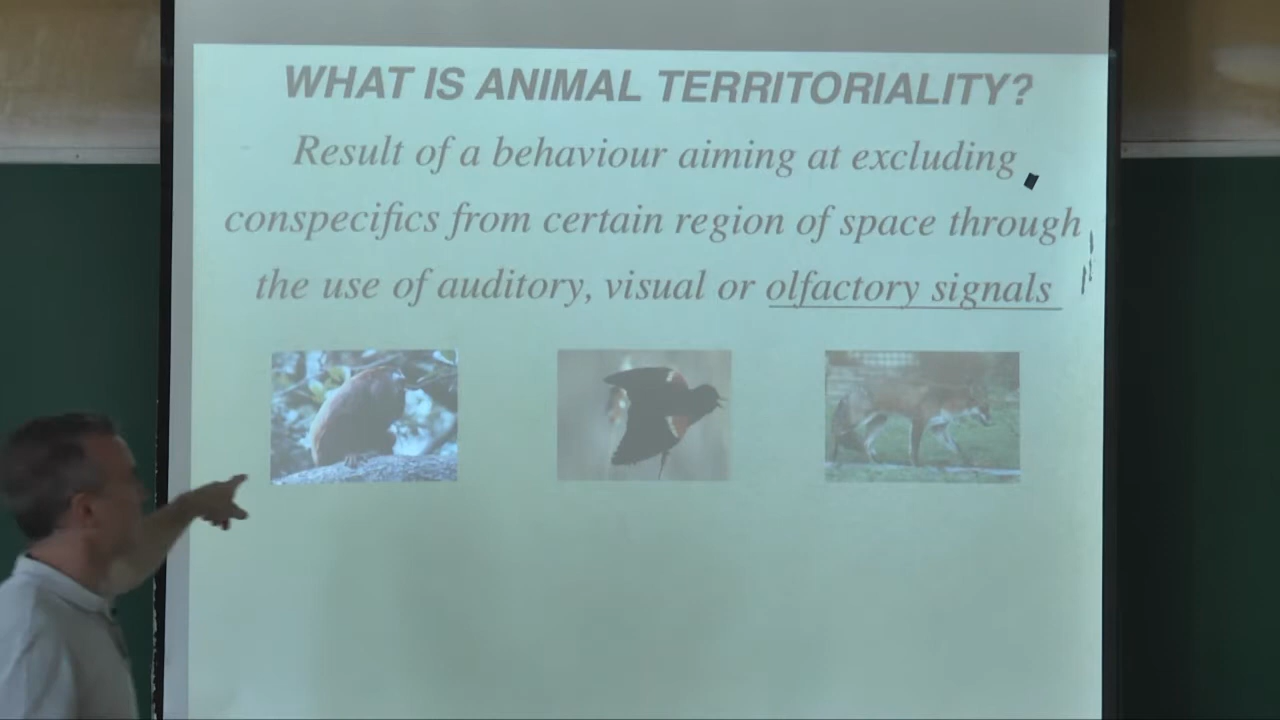 WHAT IS ANIMAL TERRITORIALITY?
Result of a behaviour aiming at excluding
conspecifics from certain region of space through
the use of auditory, visual or olfactory signals